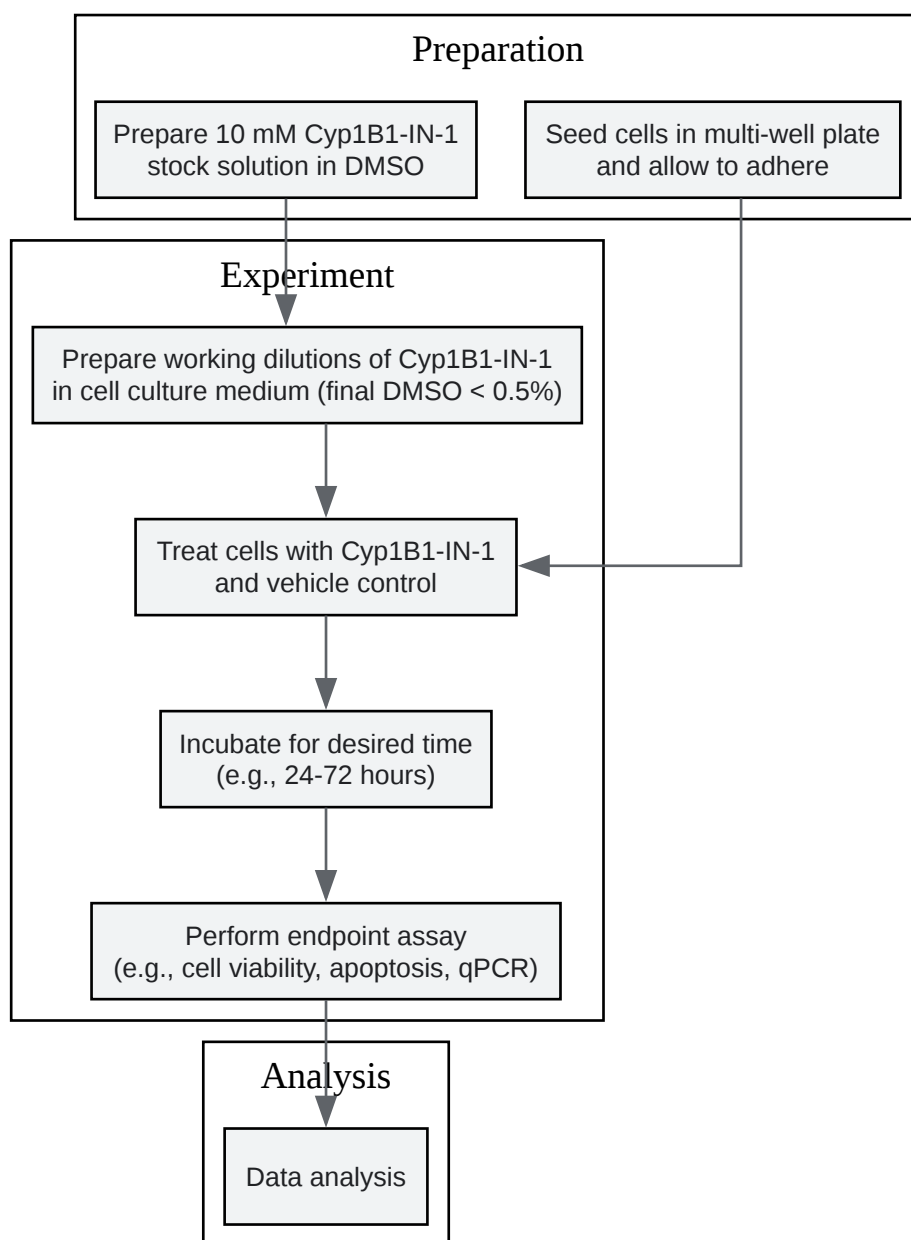 Preparation
Prepare 10 mM Cyp1B1-IN-1
stock solution in DMSO
Seed cells in multi-well plate
and allow to adhere
Experiment
Prepare working dilutions of Cyp1B1-IN-1
in cell culture medium (final DMSO < 0.5%)
Treat cells with Cyp1B1-IN-1
and vehicle control
Incubate for desired time
(e.g., 24-72 hours)
Perform endpoint assay
(e.g., cell viability, apoptosis, qPCR)
Analysis
Data analysis